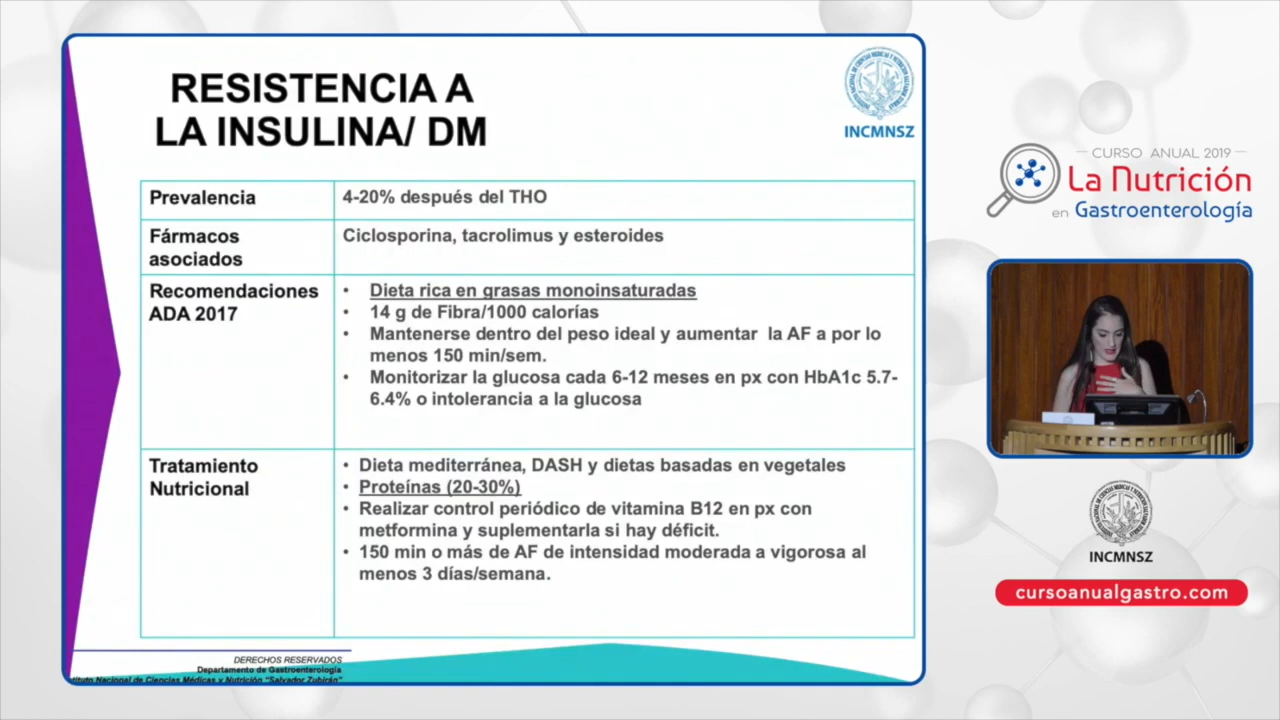 RESISTENCIA A
LA INSULINA/ DM
INCMNSZ
Prevalencia
4-20% después del THO
Fármacos
asociados
Ciclosporina, tacrolimus y esteroides
Recomendaciones
ADA 2017
• Dieta rica en grasas monoinsaturadas
• 14 g de Fibra/1000 calorías
• Mantenerse dentro del peso ideal y aumentar la AF a por lo
menos 150 min/sem.
• Monitorizar la glucosa cada 6-12 meses en px con HbA1c 5.7-
6.4% o intolerancia a la glucosa
Tratamiento
Nutricional
• Dieta mediterránea, DASH y dietas basadas en vegetales
• Proteínas (20-30%)
• Realizar control periódico de vitamina B12 en px con
metformina y suplementarla si hay déficit.
• 150 min o más de AF de intensidad moderada a vigorosa al
menos 3 días/semana.
DERECHOS RESERVADOS
Departamento de Gastroenterología
tituto Nacional de Ciencias Médicas y Nutrición "Salvador Zubirán"
CURSO ANUAL 2019
La Nutrición
en Gastroenterología
INCMNSZ
cursoanualgastro.com